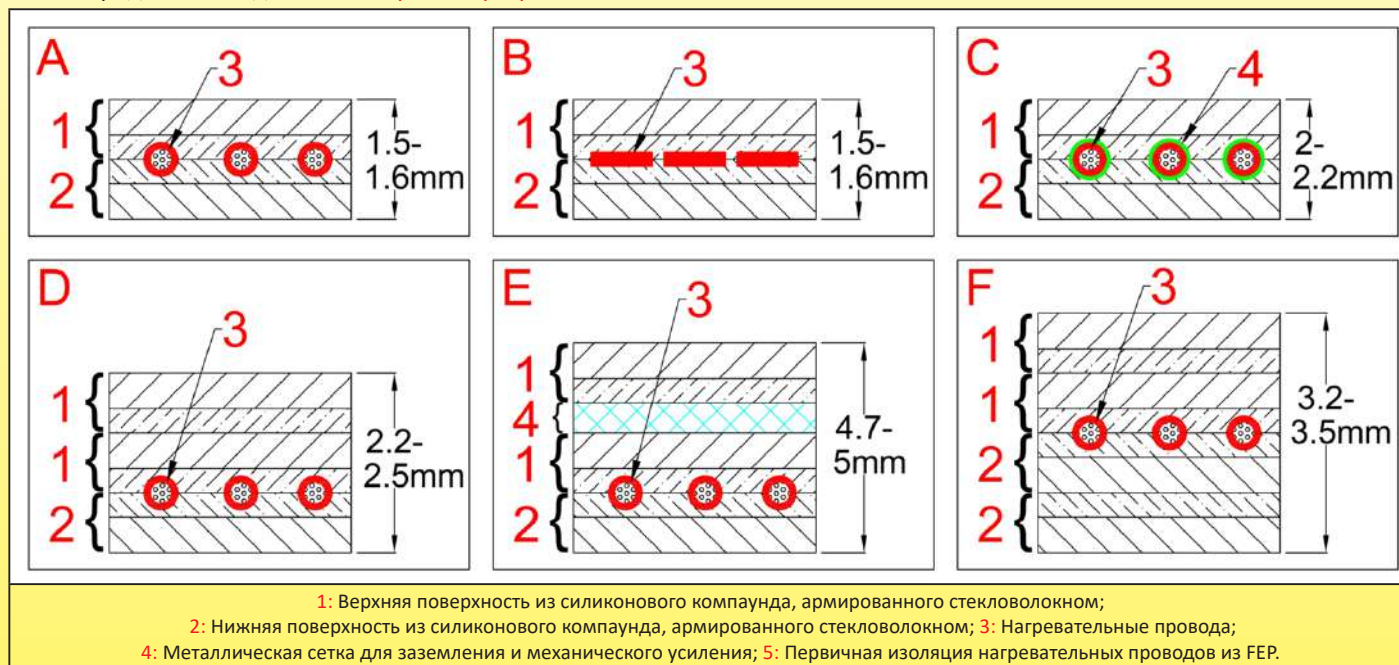 A
3
1
2
1.5-
1.6mm
B
3
1
2
1.5-
1.6mm
C
3
4
1
2
2-
2.2mm
D
3
1
1
2
2.2-
2.5mm
E
3
1
4
1
2
4.7-
5mm
F
3
1
1
2
2
3.2-
3.5mm
1: Верхняя поверхность из силиконового компаунда, армированного стекловолокном;
2: Нижняя поверхность из силиконового компаунда, армированного стекловолокном; 3: Нагревательные провода;
4: Металлическая сетка для заземления и механического усиления; 5: Первичная изоляция нагревательных проводов из FEP.